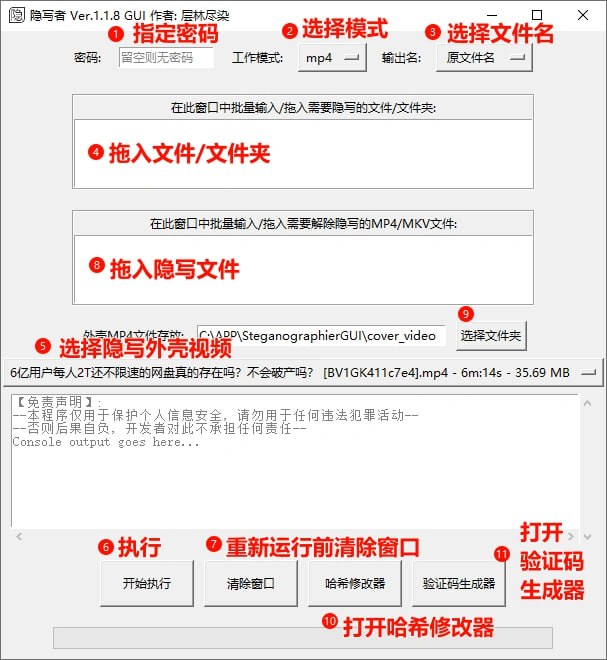 隐 隐写者 Ver.1.1.8 GUI 作者: 层林尽染
1 指定密码
2 选择模式
3 选择文件名
密码: 留空则无密码 工作模式: mp4 输出名: 原文件名
在此窗口中批量输入/拖入需要隐写的文件/文件夹:
4 拖入文件/文件夹
在此窗口中批量输入/拖入需要解除隐写的MP4/MKV文件:
8 拖入隐写文件
9
外壳MP4文件存放: C:\APP\SteganographierGUI\cover_video 选择文件夹
5 选择隐写外壳视频
6亿用户每人2T还不限速的网盘真的存在吗？不会破产吗？ [BV1GK411c7e4].mp4 - 6m:14s - 35.69 MB
【免责声明】:
--本程序仅用于保护个人信息安全，请勿用于任何违法犯罪活动--
--否则后果自负，开发者对此不承担任何责任--
Console output goes here...
6 执行
7 重新运行前清除窗口
11 打开
验证码
生成器
开始执行 清除窗口 哈希修改器 验证码生成器
10 打开哈希修改器